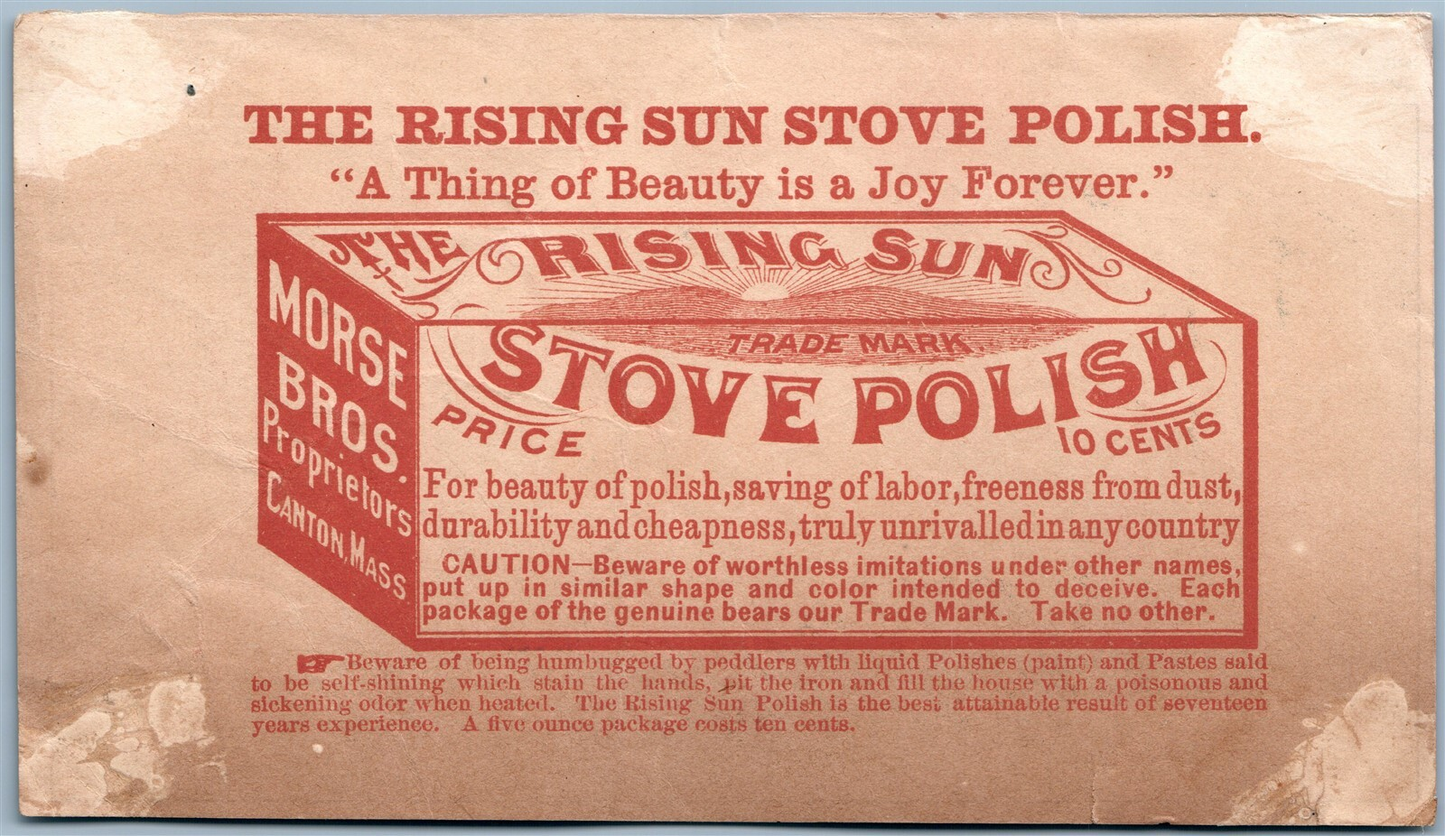 THE RISING SUN STOVE POLISH.
“A Thing of Beauty is a Joy Forever.”
THE RISING SUN
TRADE MARK
STOVE POLISH
PRICE 10 CENTS
MORSE
BROS.
Proprietors
CANTON, MASS
For beauty of polish, saving of labor, freeness from dust,
durability and cheapness, truly unrivalled in any country
CAUTION—Beware of worthless imitations under other names,
put up in similar shape and color intended to deceive. Each
package of the genuine bears our Trade Mark. Take no other.
☛ Beware of being humbugged by peddlers with liquid Polishes (paint) and Pastes said
to be self-shining which stain the hands, pit the iron and fill the house with a poisonous and
sickening odor when heated. The Rising Sun Polish is the best attainable result of seventeen
years experience. A five ounce package costs ten cents.